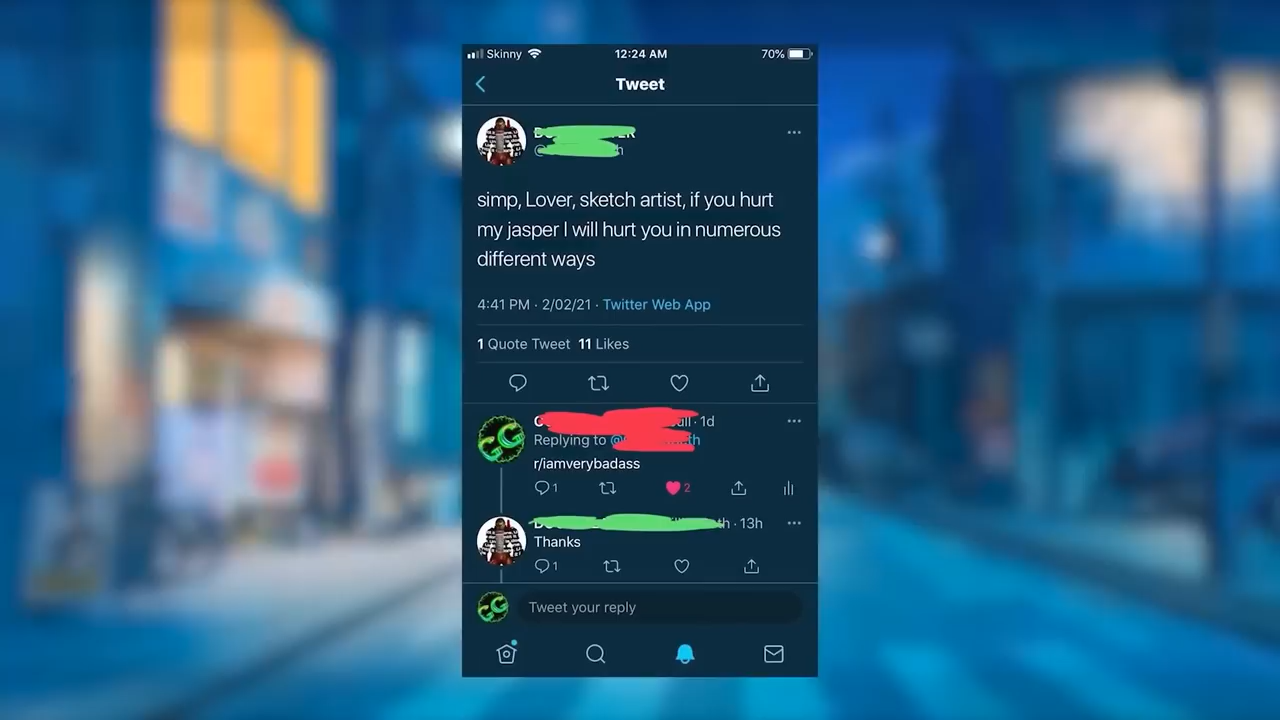 Skinny 12:24 AM 70%
Tweet
simp, Lover, sketch artist, if you hurt
my jasper I will hurt you in numerous
different ways
4:41 PM · 2/02/21 · Twitter Web App
1 Quote Tweet 11 Likes
· 1d
Replying to
r/iamverybadass
1 2
· 13h
Thanks
1
GG
Tweet your reply